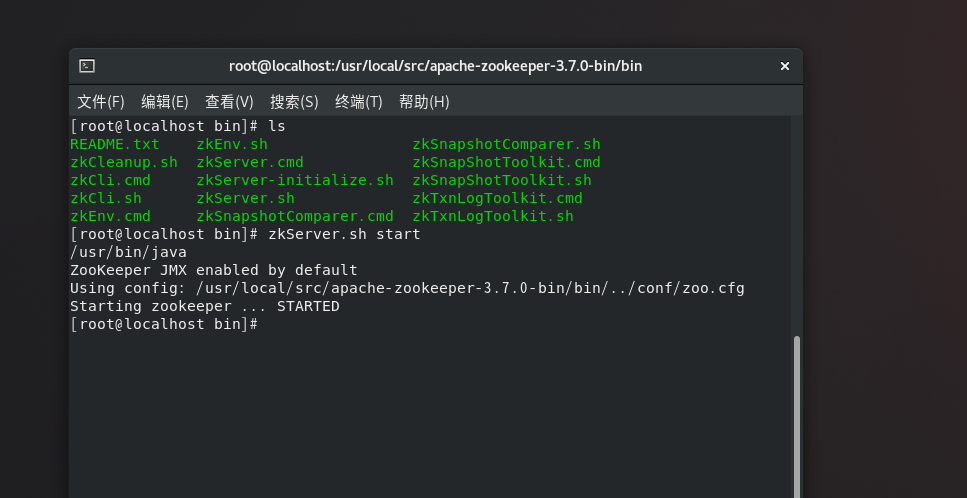 root@localhost:/usr/local/src/apache-zookeeper-3.7.0-bin/bin
文件(F) 编辑(E) 查看(V) 搜索(S) 终端(T) 帮助(H)
[root@localhost bin]# ls
README.txt zkEnv.sh zkSnapshotComparer.sh
zkCleanup.sh zkServer.cmd zkSnapShotToolkit.cmd
zkCli.cmd zkServer-initialize.sh zkSnapShotToolkit.sh
zkCli.sh zkServer.sh zkTxnLogToolkit.cmd
zkEnv.cmd zkSnapshotComparer.cmd zkTxnLogToolkit.sh
[root@localhost bin]# zkServer.sh start
/usr/bin/java
ZooKeeper JMX enabled by default
Using config: /usr/local/src/apache-zookeeper-3.7.0-bin/bin/../conf/zoo.cfg
Starting zookeeper ... STARTED
[root@localhost bin]#